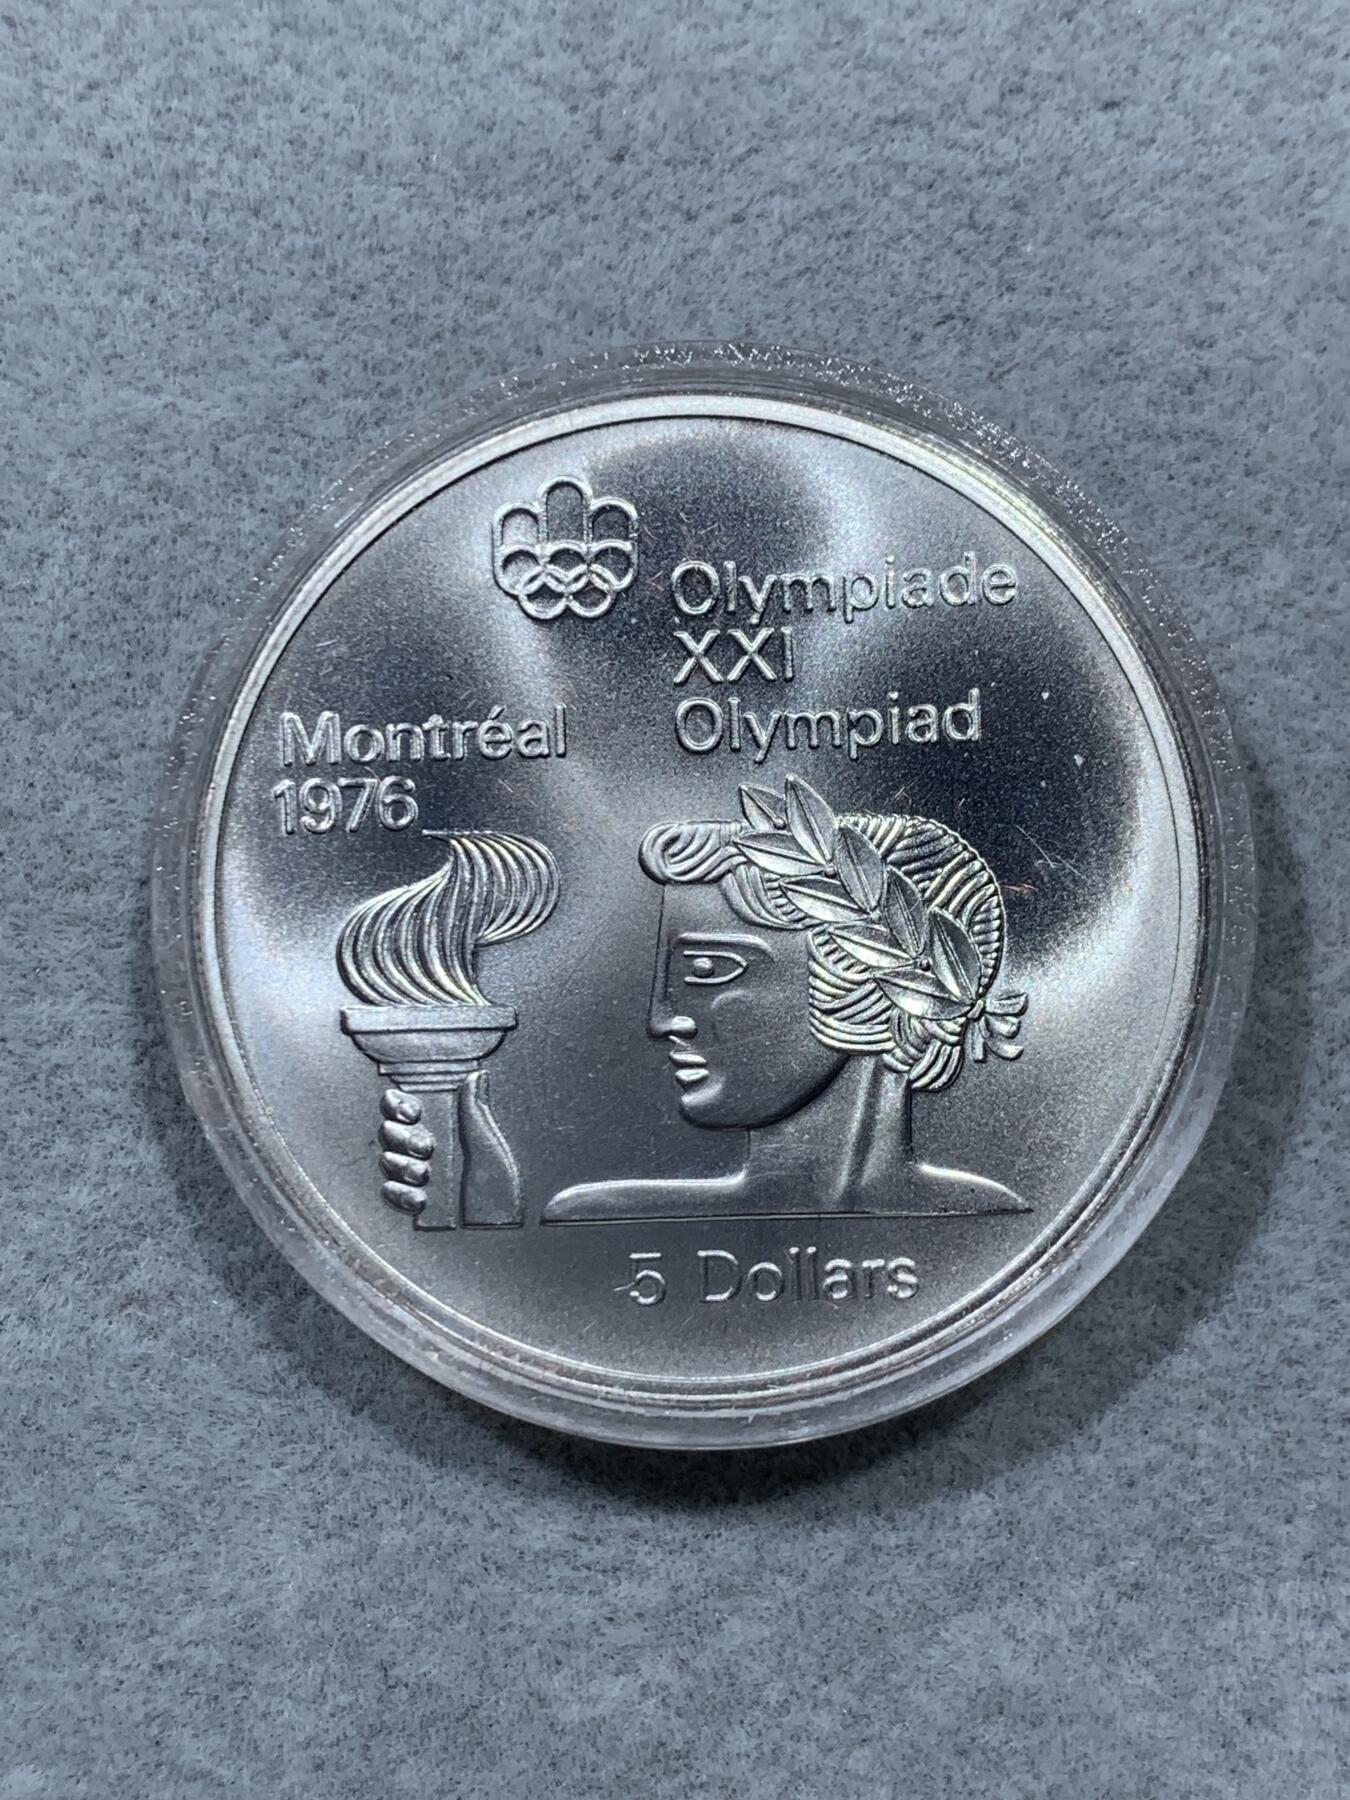 Olympiade
XXI
Olympiad
Montréal
1976
5 Dollars